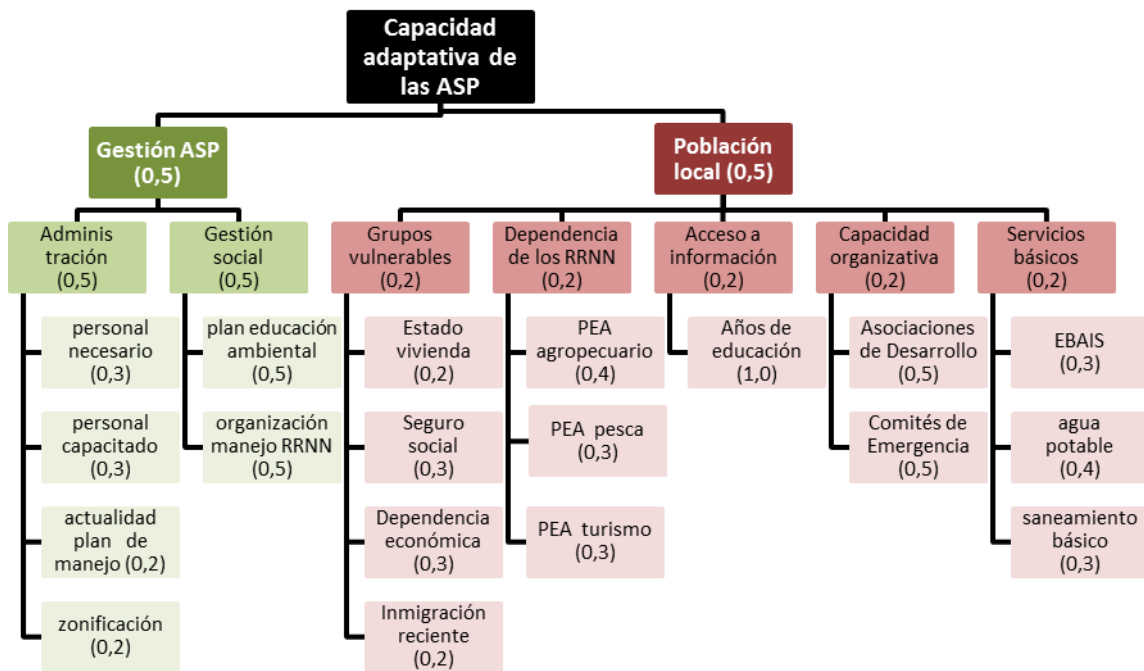 Capacidad
adaptativa de
las ASP
Gestión ASP
(0,5)
Población
local (0,5)
Adminis
tración
(0,5)
Gestión
social
(0,5)
Grupos
vulnerables
(0,2)
Dependencia
de los RRNN
(0,2)
Acceso a
información
(0,2)
Capacidad
organizativa
(0,2)
Servicios
básicos
(0,2)
personal
necesario
(0,3)
personal
capacitado
(0,3)
actualidad
plan de
manejo (0,2)
zonificación
(0,2)
plan educación
ambiental
(0,5)
organización
manejo RRNN
(0,5)
Estado
vivienda
(0,2)
Seguro
social
(0,3)
Dependencia
económica
(0,3)
Inmigración
reciente
(0,2)
PEA
agropecuario
(0,4)
PEA pesca
(0,3)
PEA turismo
(0,3)
Años de
educación
(1,0)
Asociaciones
de Desarrollo
(0,5)
Comités de
Emergencia
(0,5)
EBAIS
(0,3)
agua
potable
(0,4)
saneamiento
básico
(0,3)